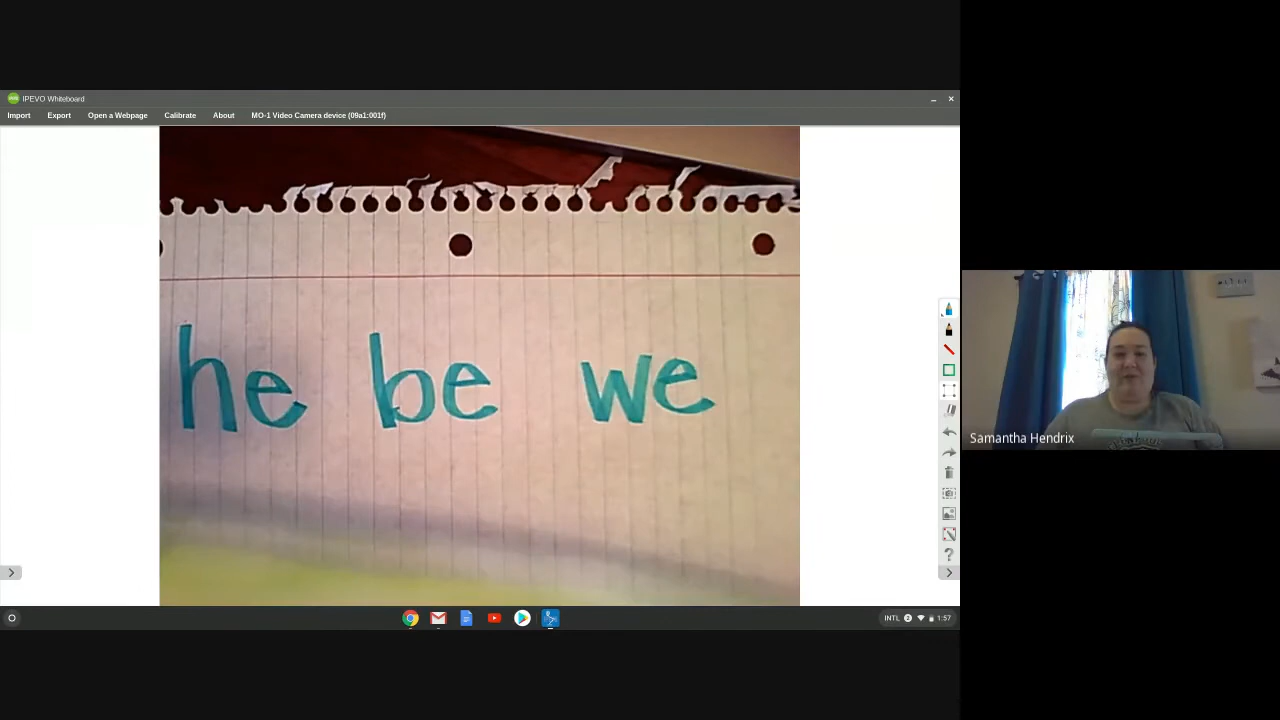 IPEVO Whiteboard
Import Export Open a Webpage Calibrate About MO-1 Video Camera device (09a1:001f)
he be we
Samantha Hendrix
INTL 2 1:57